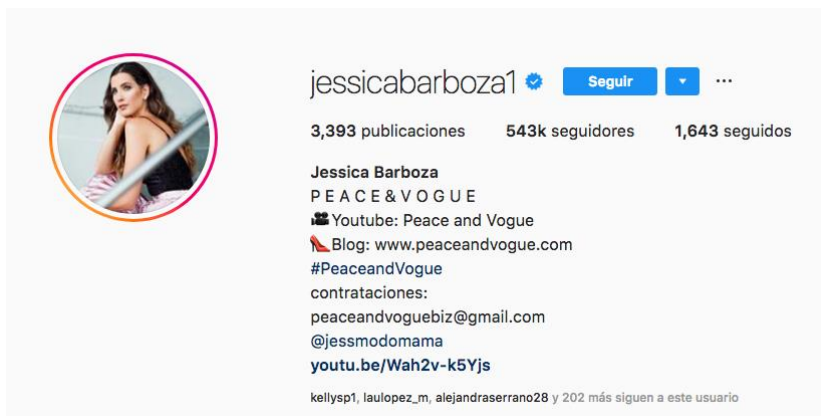 jessicabarboza1 Seguir ...
3,393 publicaciones 543k seguidores 1,643 seguidos
Jessica Barboza
P E A C E & V O G U E
Youtube: Peace and Vogue
Blog: www.peaceandvogue.com
#PeaceandVogue
contrataciones:
peaceandvoguebiz@gmail.com
@jessmodomama
youtu.be/Wah2v-k5Yjs
kellysp1, laulopez_m, alejandraserrano28 y 202 más siguen a este usuario